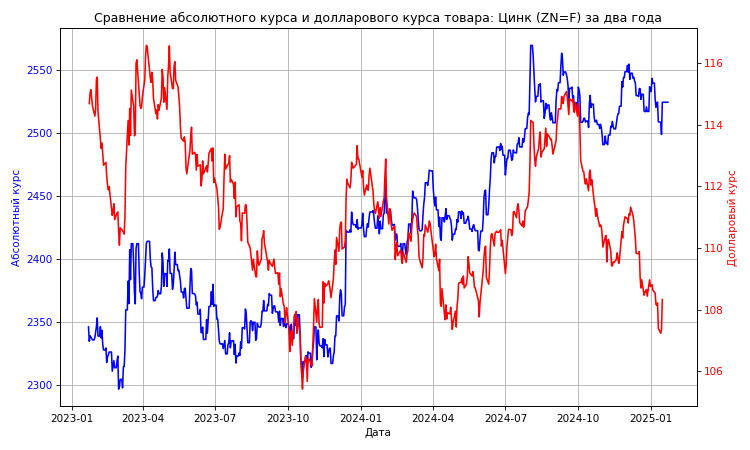 Сравнение абсолютного курса и долларового курса товара: Цинк (ZN=F) за два года
Абсолютный курс
2550
2500
2450
2400
2350
2300
Долларовый курс
116
114
112
110
108
106
2023-01 2023-04 2023-07 2023-10 2024-01 2024-04 2024-07 2024-10 2025-01
Дата